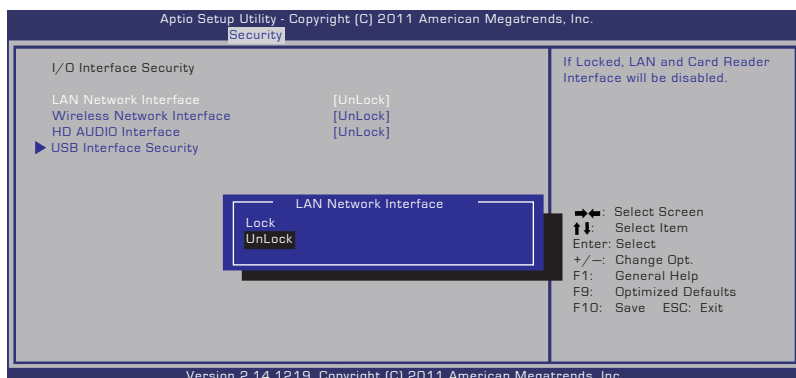 Aptio Setup Utility - Copyright (C) 2011 American Megatrends, Inc.
Security
I/O Interface Security
LAN Network Interface [UnLock]
Wireless Network Interface [UnLock]
HD AUDIO Interface [UnLock]
USB Interface Security
If Locked, LAN and Card Reader
Interface will be disabled.
LAN Network Interface
Lock
UnLock
→←: Select Screen
↑↓: Select Item
Enter: Select
+/—: Change Opt.
F1: General Help
F9: Optimized Defaults
F10: Save ESC: Exit
Version 2.14.1219. Copyright (C) 2011 American Megatrends, Inc.